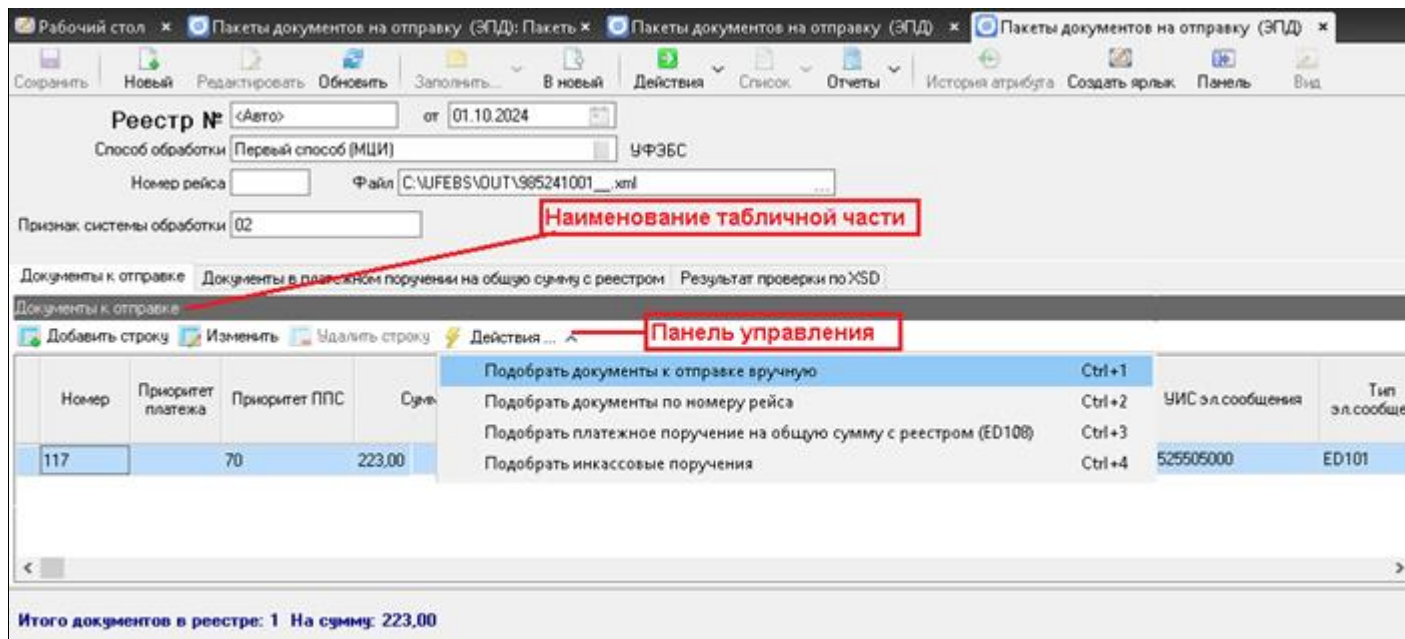 Рабочий стол × Пакеты документов на отправку (ЭПД): Пакеть × Пакеты документов на отправку (ЭПД) × Пакеты документов на отправку (ЭПД) ×
Сохранить Новый Редактировать Обновить Заполнить... В новый Действия Список Отчеты История атрибута Создать ярлык Панель Вид
Реестр № <Авто> от 01.10.2024
Способ обработки Первый способ (МЦИ) УФЭБС
Номер рейса Файл C:\UFEBS\OUT\985241001__.xml ...
Наименование табличной части
Признак системы обработки 02
Документы к отправке Документы в платежном поручении на общую сумму с реестром Результат проверки по XSD
Документы к отправке
Добавить строку Изменить Удалить строку Действия ... Панель управления
Подобрать документы к отправке вручную Ctrl+1
Номер Приоритет платежа Приоритет ППС Сумм УИС эл.сообщения Тип эл.сообще
Подобрать документы по номеру рейса Ctrl+2
Подобрать платежное поручение на общую сумму с реестром (ED108) Ctrl+3
Подобрать инкассовые поручения Ctrl+4
117 70 223,00 525505000 ED101
Итого документов в реестре: 1 На сумму: 223,00